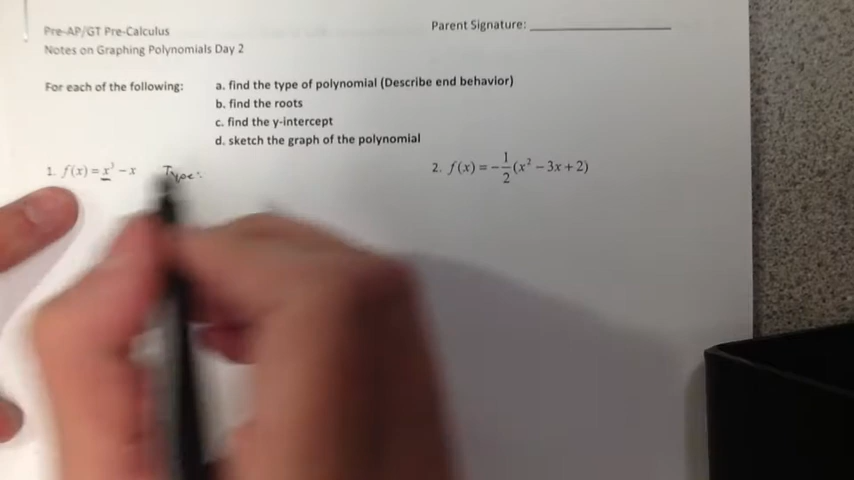 Pre-AP/GT Pre-Calculus
Parent Signature: ____________________
Notes on Graphing Polynomials Day 2
For each of the following: a. find the type of polynomial (Describe end behavior)
b. find the roots
c. find the y-intercept
d. sketch the graph of the polynomial
1. f(x) = x³ − x Type:
2. f(x) = −1/2(x² − 3x + 2)